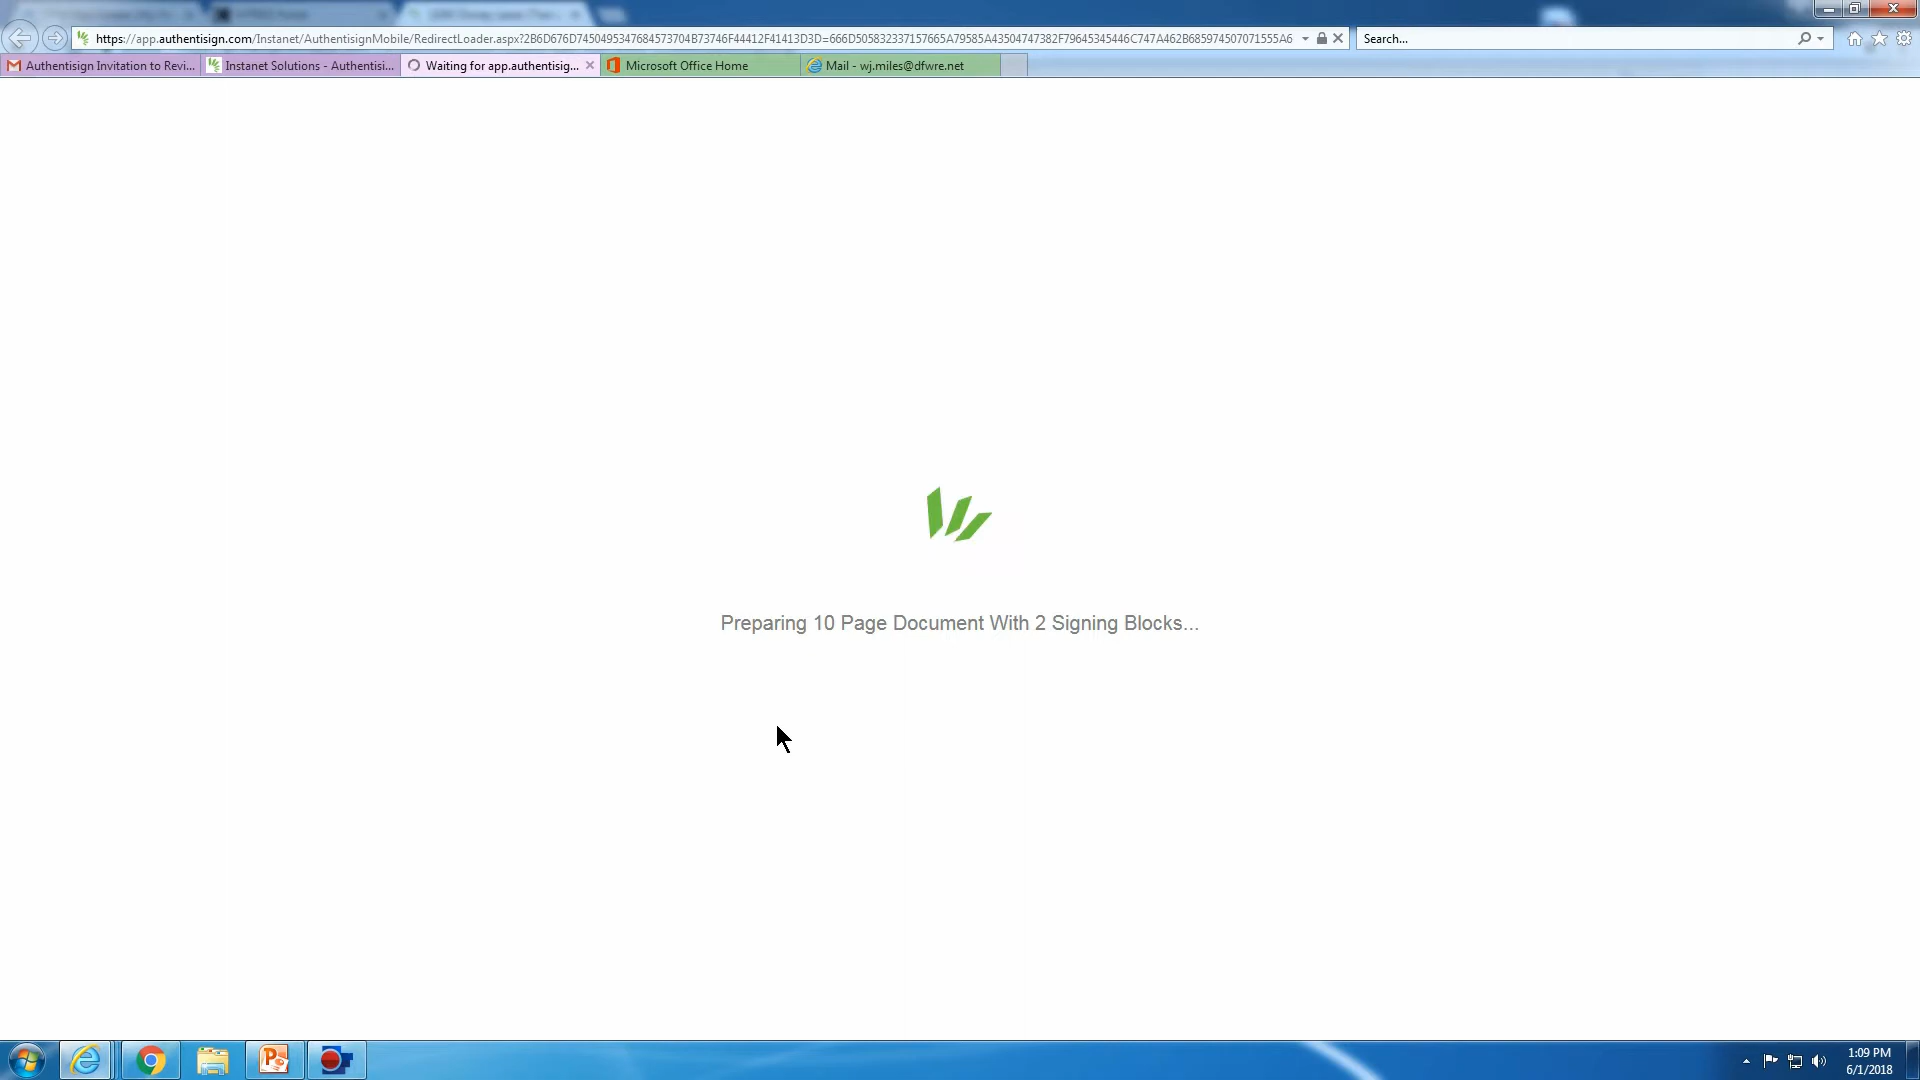 https://app.authentisign.com/Instanet/AuthentisignMobile/RedirectLoader.aspx?2B6D676D7450495347684573704B73746F44412F41413D3D=666D505832337157665A79585A43504747382F79645345446C747A462B685974507071555A6
Search...
Authentisign Invitation to Revi...
Instanet Solutions - Authentisi...
Waiting for app.authentisig...
Microsoft Office Home
Mail - wj.miles@dfwre.net
Preparing 10 Page Document With 2 Signing Blocks...
1:09 PM
6/1/2018